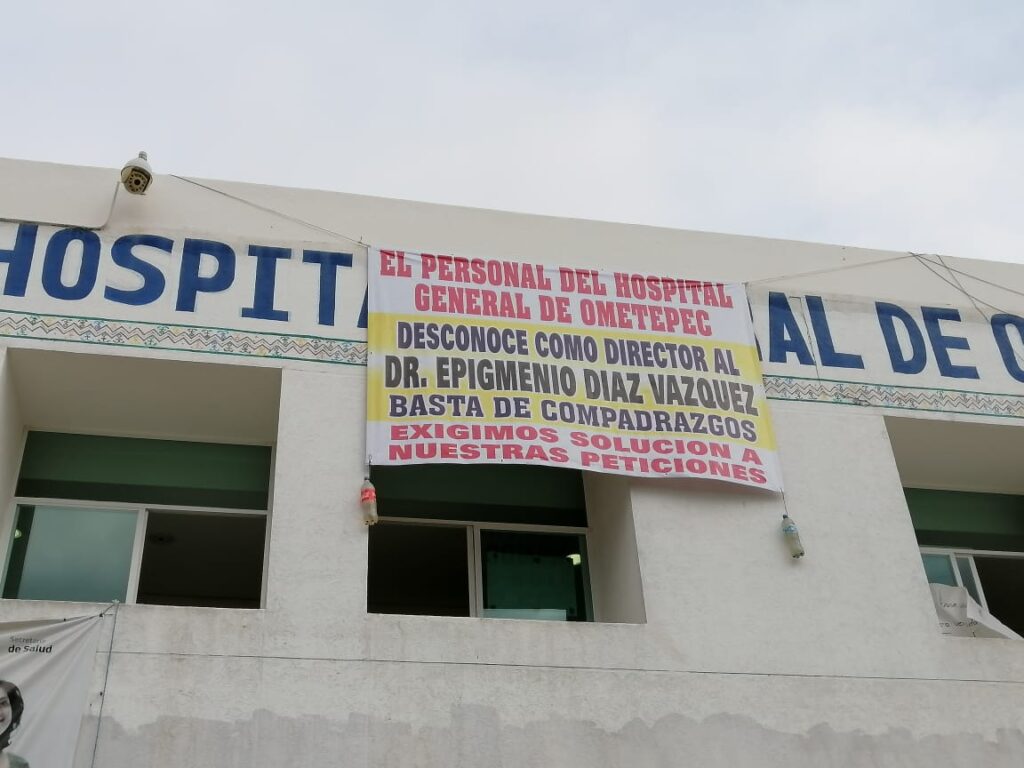 HOSPIT
AL DE O
EL PERSONAL DEL HOSPITAL
GENERAL DE OMETEPEC
DESCONOCE COMO DIRECTOR AL
DR. EPIGMENIO DIAZ VAZQUEZ
BASTA DE COMPADRAZGOS
EXIGIMOS SOLUCION A
NUESTRAS PETICIONES
Secretaría
de salud